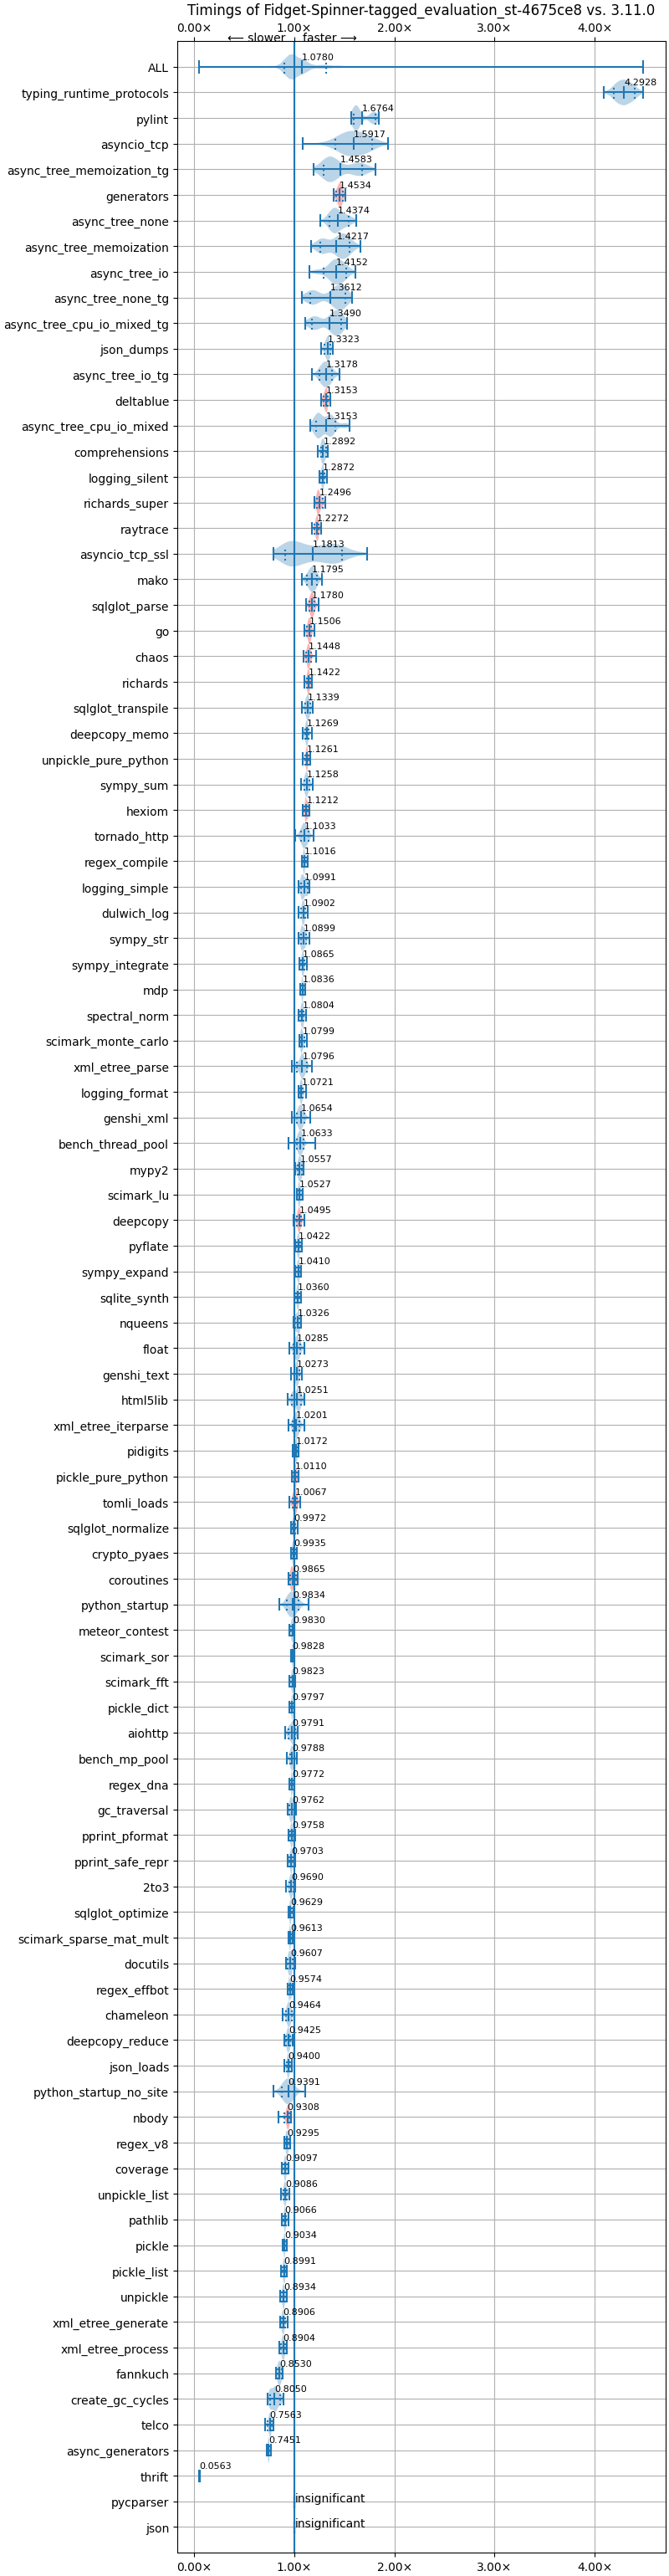 Timings of Fidget-Spinner-tagged_evaluation_st-4675ce8 vs. 3.11.0
0.00× 1.00× 2.00× 3.00× 4.00×
⟵ slower faster ⟶
ALL 1.0780
typing_runtime_protocols 4.2928
pylint 1.6764
asyncio_tcp 1.5917
async_tree_memoization_tg 1.4583
generators 1.4534
async_tree_none 1.4374
async_tree_memoization 1.4217
async_tree_io 1.4152
async_tree_none_tg 1.3612
async_tree_cpu_io_mixed_tg 1.3490
json_dumps 1.3323
async_tree_io_tg 1.3178
deltablue 1.3153
async_tree_cpu_io_mixed 1.3153
comprehensions 1.2892
logging_silent 1.2872
richards_super 1.2496
raytrace 1.2272
asyncio_tcp_ssl 1.1813
mako 1.1795
sqlglot_parse 1.1780
go 1.1506
chaos 1.1448
richards 1.1422
sqlglot_transpile 1.1339
deepcopy_memo 1.1269
unpickle_pure_python 1.1261
sympy_sum 1.1258
hexiom 1.1212
tornado_http 1.1033
regex_compile 1.1016
logging_simple 1.0991
dulwich_log 1.0902
sympy_str 1.0899
sympy_integrate 1.0865
mdp 1.0836
spectral_norm 1.0804
scimark_monte_carlo 1.0799
xml_etree_parse 1.0796
logging_format 1.0721
genshi_xml 1.0654
bench_thread_pool 1.0633
mypy2 1.0557
scimark_lu 1.0527
deepcopy 1.0495
pyflate 1.0422
sympy_expand 1.0410
sqlite_synth 1.0360
nqueens 1.0326
float 1.0285
genshi_text 1.0273
html5lib 1.0251
xml_etree_iterparse 1.0201
pidigits 1.0172
pickle_pure_python 1.0110
tomli_loads 1.0067
sqlglot_normalize 0.9972
crypto_pyaes 0.9935
coroutines 0.9865
python_startup 0.9834
meteor_contest 0.9830
scimark_sor 0.9828
scimark_fft 0.9823
pickle_dict 0.9797
aiohttp 0.9791
bench_mp_pool 0.9788
regex_dna 0.9772
gc_traversal 0.9762
pprint_pformat 0.9758
pprint_safe_repr 0.9703
2to3 0.9690
sqlglot_optimize 0.9629
scimark_sparse_mat_mult 0.9613
docutils 0.9607
regex_effbot 0.9574
chameleon 0.9464
deepcopy_reduce 0.9425
json_loads 0.9400
python_startup_no_site 0.9391
nbody 0.9308
regex_v8 0.9295
coverage 0.9097
unpickle_list 0.9086
pathlib 0.9066
pickle 0.9034
pickle_list 0.8991
unpickle 0.8934
xml_etree_generate 0.8906
xml_etree_process 0.8904
fannkuch 0.8530
create_gc_cycles 0.8050
telco 0.7563
async_generators 0.7451
thrift 0.0563
pycparser insignificant
json insignificant
0.00× 1.00× 2.00× 3.00× 4.00×